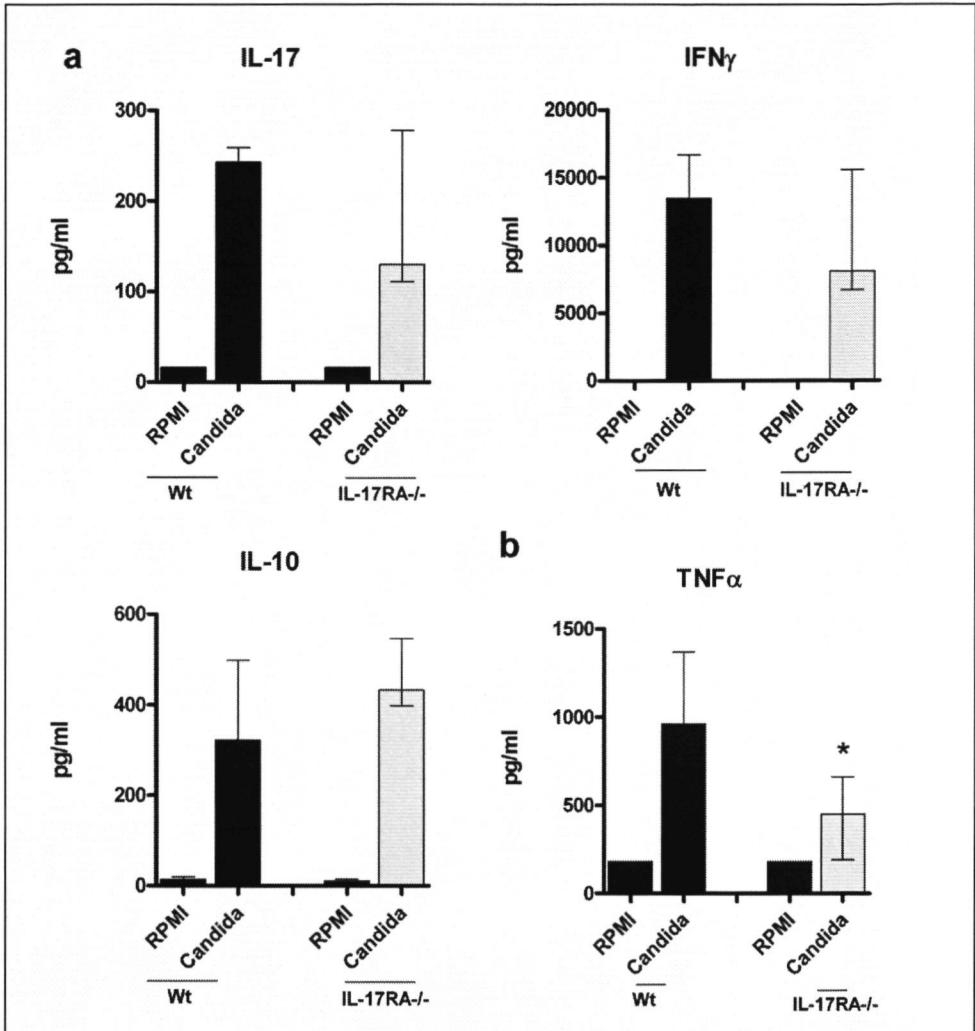 a
IL-17
pg/ml
300
200
100
0
RPMI
Candida
RPMI
Candida
Wt
IL-17RA-/-
IFNγ
pg/ml
20000
15000
10000
5000
0
RPMI
Candida
RPMI
Candida
Wt
IL-17RA-/-
IL-10
pg/ml
600
400
200
0
RPMI
Candida
RPMI
Candida
Wt
IL-17RA-/-
b
TNFα
pg/ml
1500
1000
500
0
*
RPMI
Candida
RPMI
Candida
Wt
IL-17RA-/-